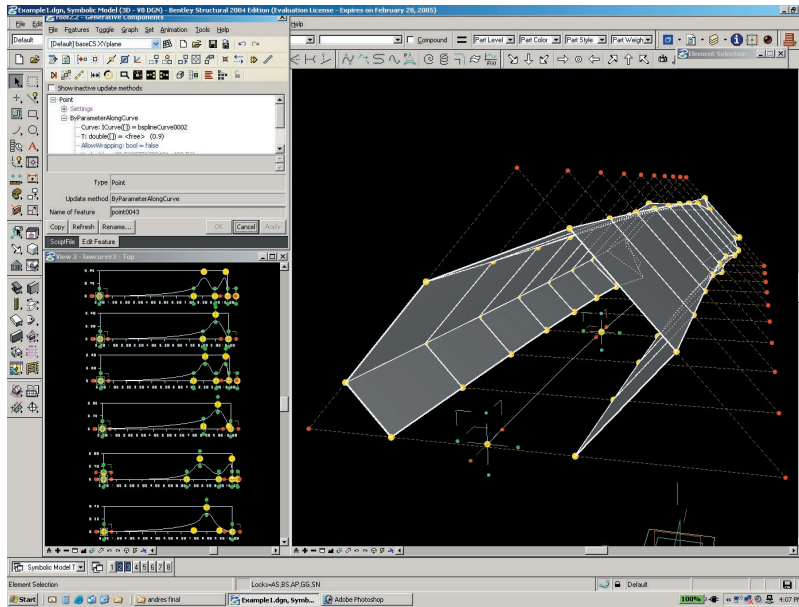 Example1.dgn, Symbolic Model (3D - V8 DGN) - Bentley Structural 2004 Edition (Evaluation License - Expires on February 28, 2005)
Generative Components
File Features Toggle Graph Set Animation Tools Help
Help
Default
[Default] baseCS.XYplane
Compound
[Part Level
[Part Color
[Part Style
[Part Weigh
Element Selection
Show inactive update methods
Point
Settings
ByParameterAlongCurve
Curve: ICurve([]) = bsplineCurve0002
T: double([]) = <free> (0.9)
AllowWrapping: bool = false
Type Point
Update method ByParameterAlongCurve
Name of feature point0043
Copy Refresh Rename... OK Cancel Apply
ScriptFile Edit Feature
View 3 - lawcurve3 - Top
Symbolic Model T 1 2 3 4 5 6 7 8
Element Selection Locks=AS,BS,AP,GG,SN Default
Start andres final Example1.dgn, Symb... Adobe Photoshop 100% 4:07 PM